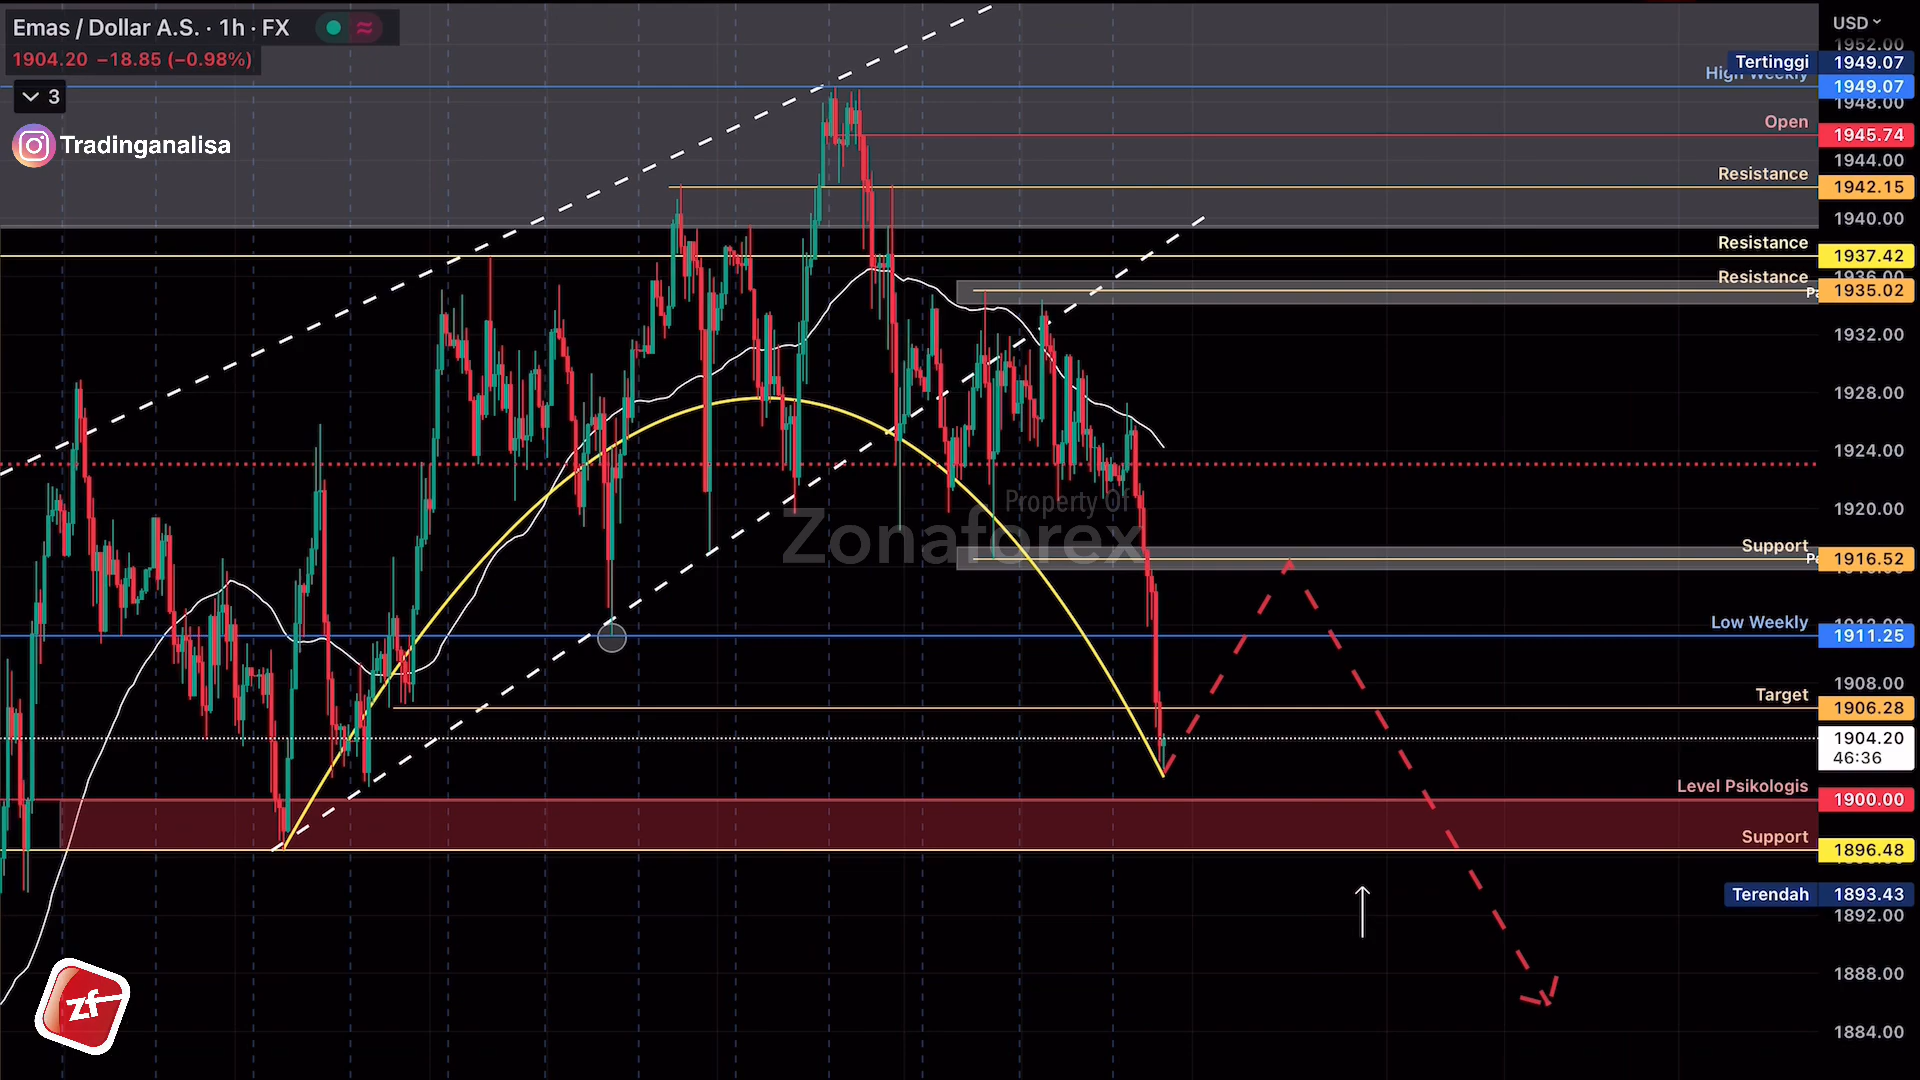 Emas / Dollar A.S. · 1h · FX
1904.20 −18.85 (−0.98%)
3
Tradinganalisa
USD
1952.00
Tertinggi 1949.07
High Weekly 1949.07
1948.00
Open 1945.74
1944.00
Resistance 1942.15
1940.00
Resistance 1937.42
1936.00
Resistance 1935.02
1932.00
1928.00
1924.00
Property Of
Zonaforex
1920.00
Support 1916.52
Low Weekly 1911.25
1908.00
Target 1906.28
1904.20
46:36
Level Psikologis 1900.00
Support 1896.48
Terendah 1893.43
1892.00
1888.00
1884.00
zf